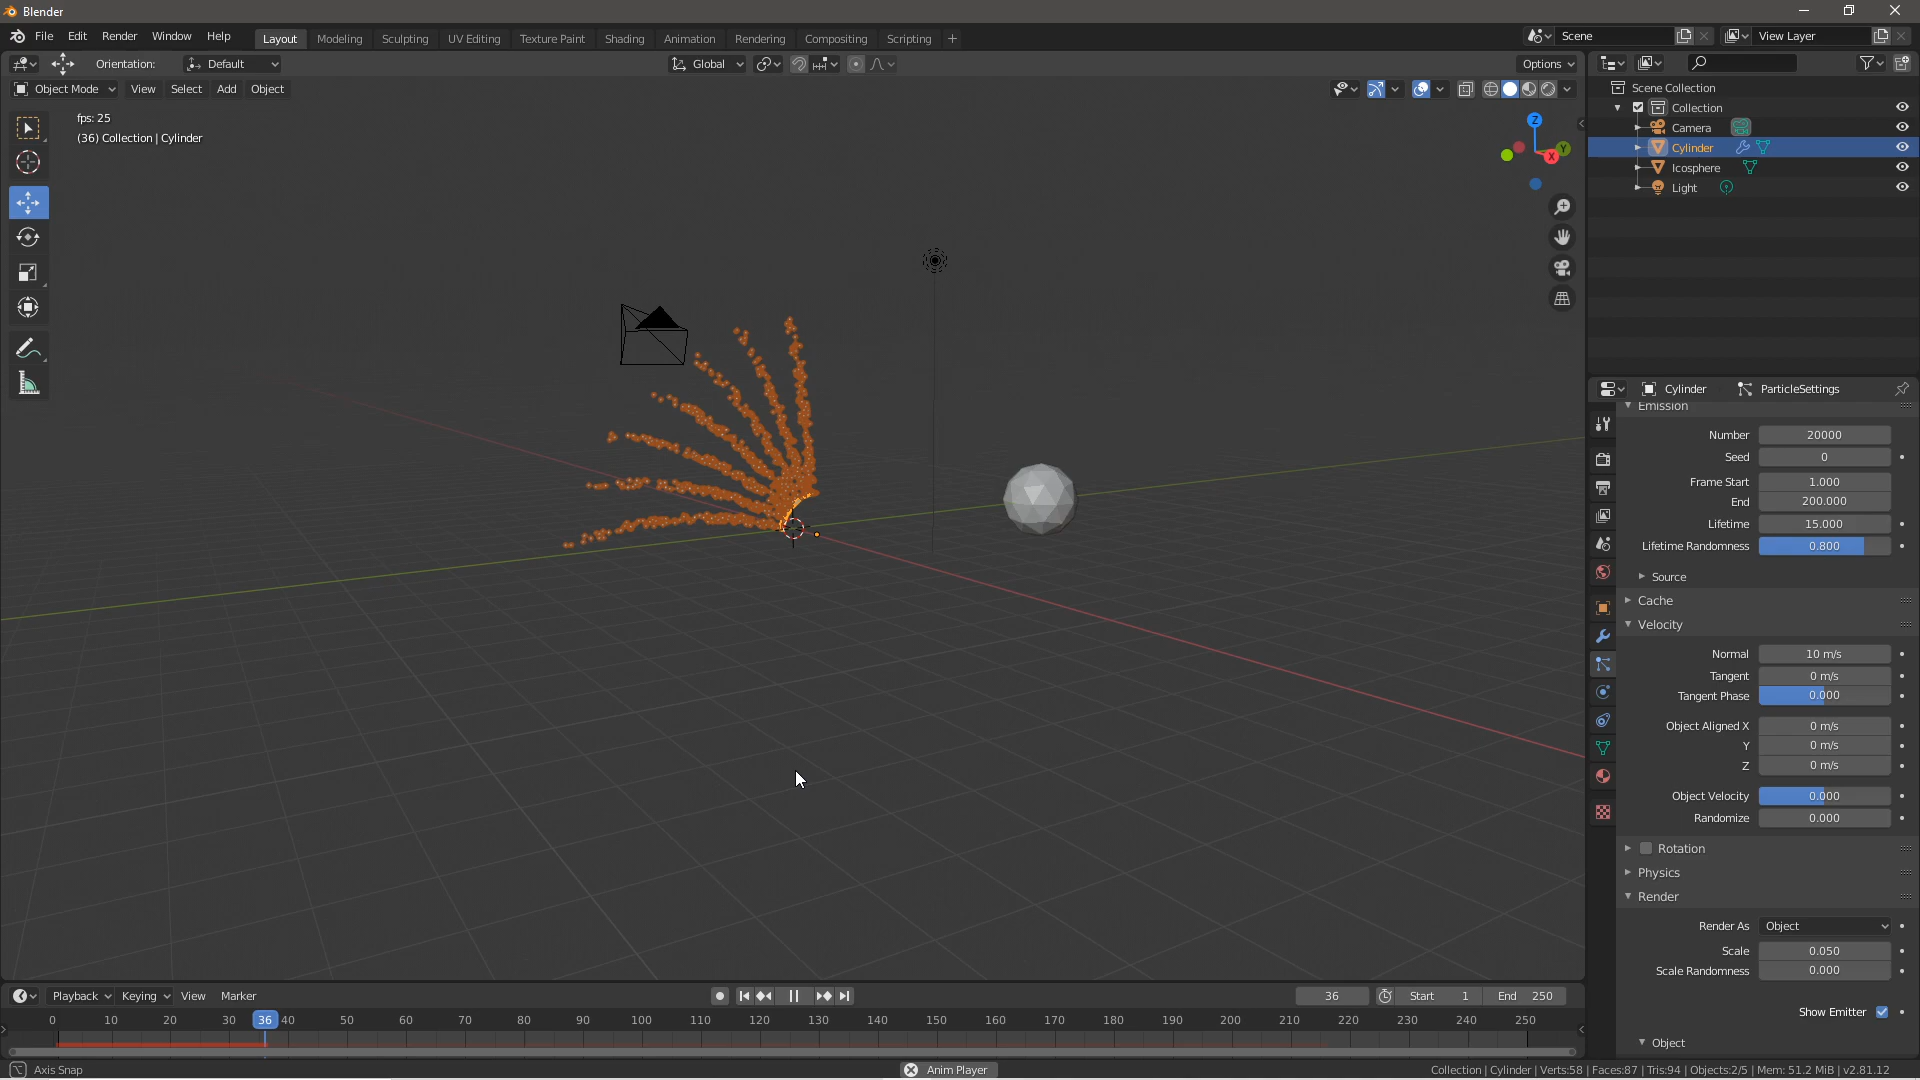 Blender
File Edit Render Window Help Layout Modeling Sculpting UV Editing Texture Paint Shading Animation Rendering Compositing Scripting + Scene View Layer
Orientation: Default Global Options
Object Mode View Select Add Object
Scene Collection
Collection
Camera
Cylinder
Icosphere
Light
fps: 25
(36) Collection | Cylinder
Z
Y
X
Cylinder ParticleSettings
Emission
Number 20000
Seed 0
Frame Start 1.000
End 200.000
Lifetime 15.000
Lifetime Randomness 0.800
Source
Cache
Velocity
Normal 10 m/s
Tangent 0 m/s
Tangent Phase 0.000
Object Aligned X 0 m/s
Y 0 m/s
Z 0 m/s
Object Velocity 0.000
Randomize 0.000
Rotation
Physics
Render
Render As Object
Scale 0.050
Scale Randomness 0.000
Show Emitter
Object
Playback Keying View Marker 36 Start 1 End 250
0 10 20 30 36 40 50 60 70 80 90 100 110 120 130 140 150 160 170 180 190 200 210 220 230 240 250
Axis Snap Anim Player Collection | Cylinder | Verts:58 | Faces:87 | Tris:94 | Objects:2/5 | Mem: 51.2 MiB | v2.81.12